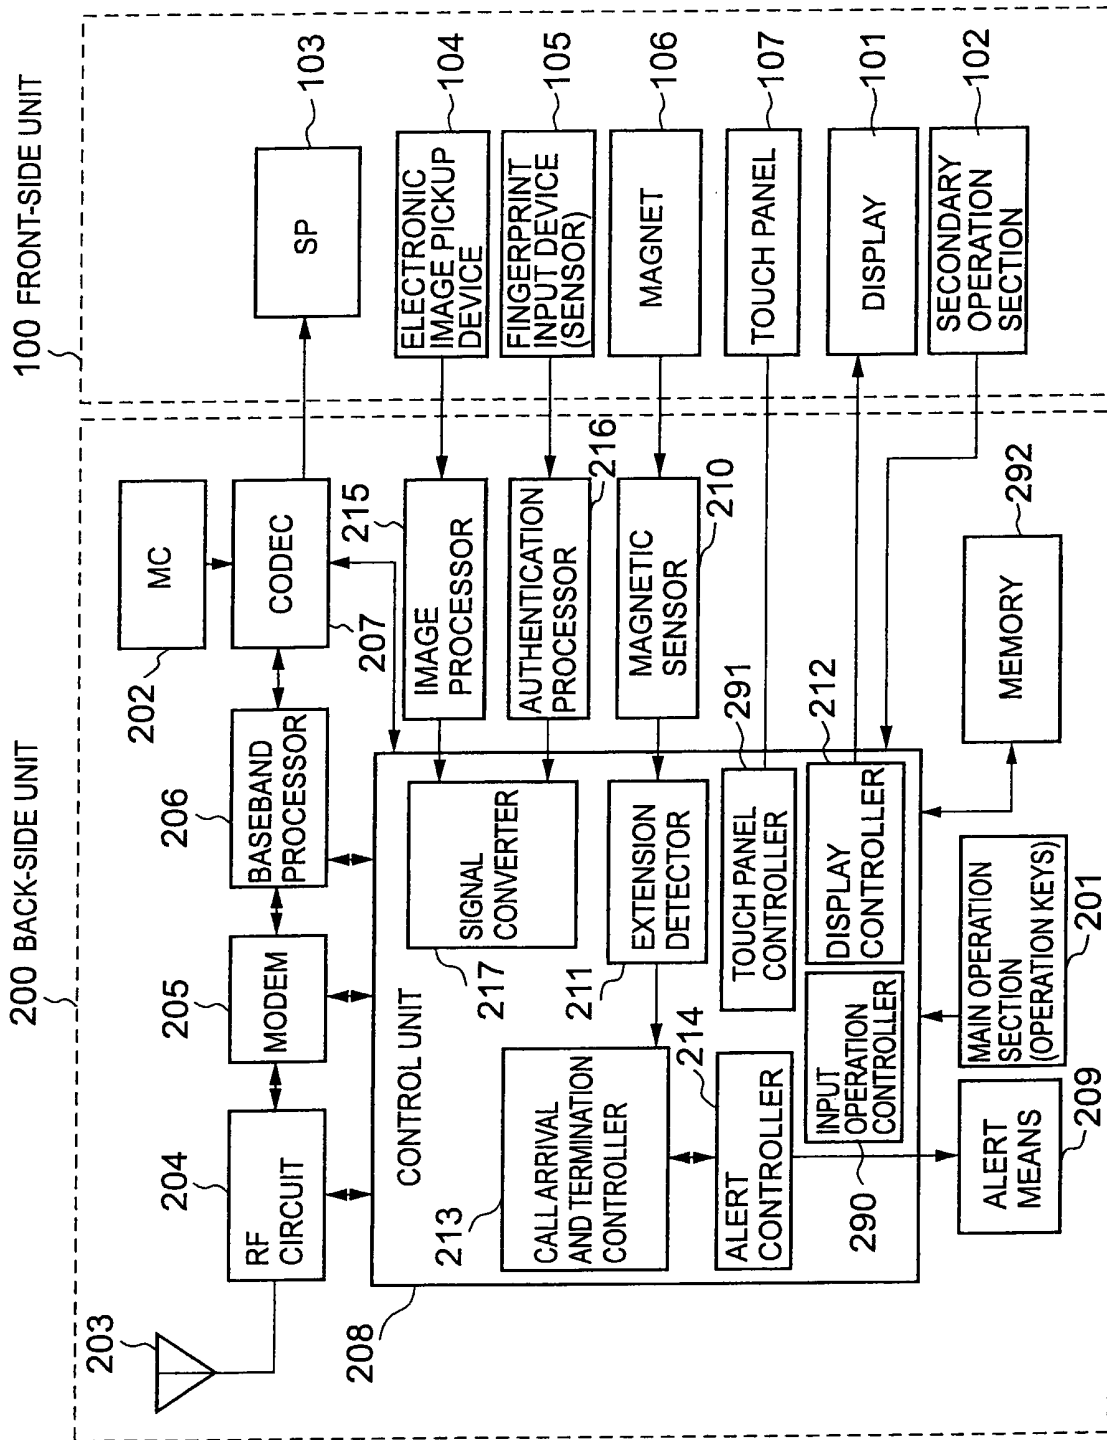 200 BACK-SIDE UNIT
100 FRONT-SIDE UNIT
203
204
RF
CIRCUIT
205
MODEM
206
BASEBAND
PROCESSOR
202
MC
CODEC
207
SP
103
208
CONTROL UNIT
213
CALL ARRIVAL
AND TERMINATION
CONTROLLER
214
ALERT
CONTROLLER
217
SIGNAL
CONVERTER
211
EXTENSION
DETECTOR
291
TOUCH PANEL
CONTROLLER
212
DISPLAY
CONTROLLER
290
INPUT
OPERATION
CONTROLLER
215
IMAGE
PROCESSOR
216
AUTHENTICATION
PROCESSOR
210
MAGNETIC
SENSOR
ELECTRONIC
IMAGE PICKUP
DEVICE
104
FINGERPRINT
INPUT DEVICE
(SENSOR)
105
MAGNET
106
TOUCH PANEL
107
DISPLAY
101
SECONDARY
OPERATION
SECTION
102
ALERT
MEANS
209
MAIN OPERATION
SECTION
(OPERATION KEYS)
201
MEMORY
292